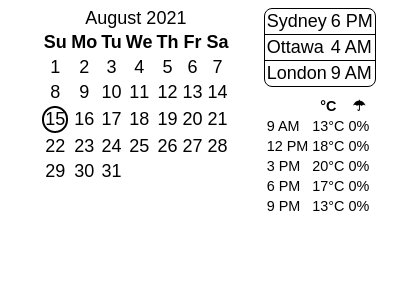 August 2021
Su Mo Tu We Th Fr Sa
1 2 3 4 5 6 7
8 9 10 11 12 13 14
15 16 17 18 19 20 21
22 23 24 25 26 27 28
29 30 31
Sydney 6 PM
Ottawa 4 AM
London 9 AM
°C ☂
9 AM 13°C 0%
12 PM 18°C 0%
3 PM 20°C 0%
6 PM 17°C 0%
9 PM 13°C 0%